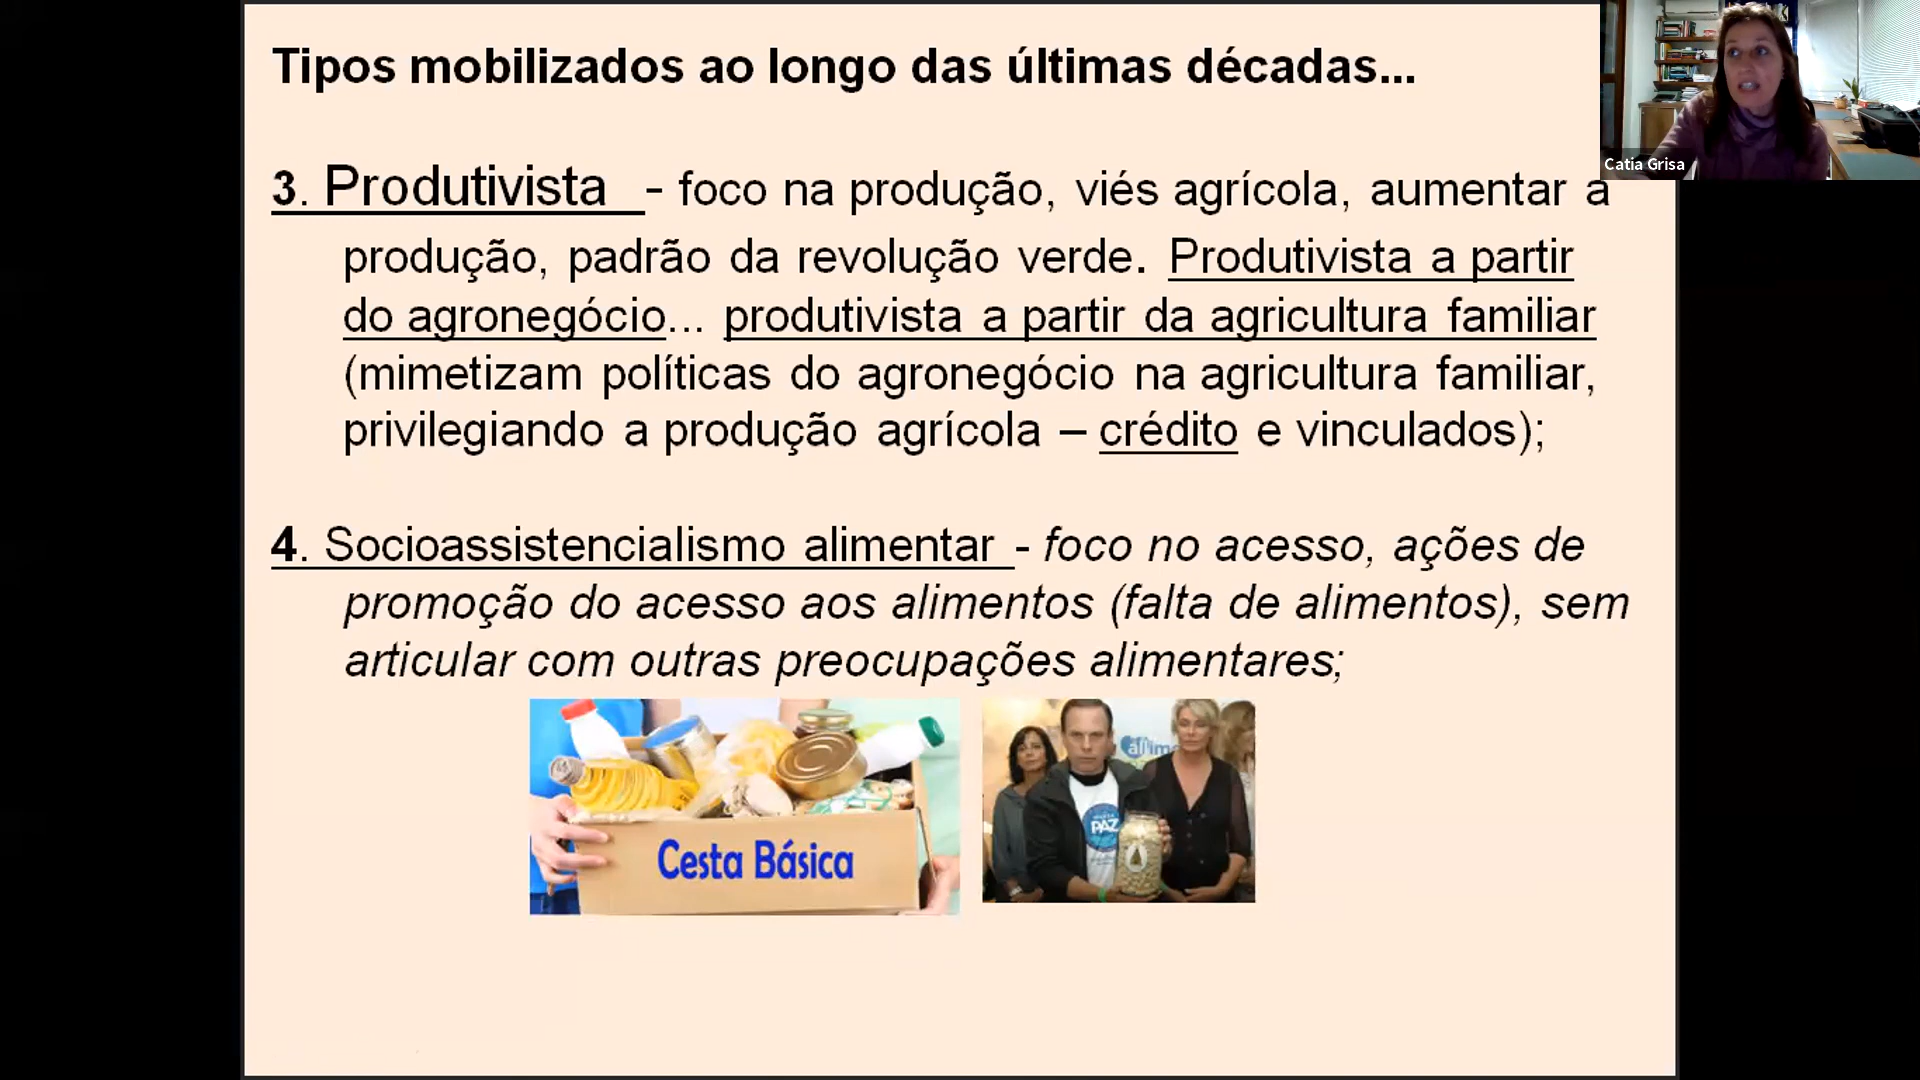 Tipos mobilizados ao longo das últimas décadas...
Catia Grisa
3. Produtivista - foco na produção, viés agrícola, aumentar a
produção, padrão da revolução verde. Produtivista a partir
do agronegócio... produtivista a partir da agricultura familiar
(mimetizam políticas do agronegócio na agricultura familiar,
privilegiando a produção agrícola – crédito e vinculados);
4. Socioassistencialismo alimentar - foco no acesso, ações de
promoção do acesso aos alimentos (falta de alimentos), sem
articular com outras preocupações alimentares;
Cesta Básica
PAZ